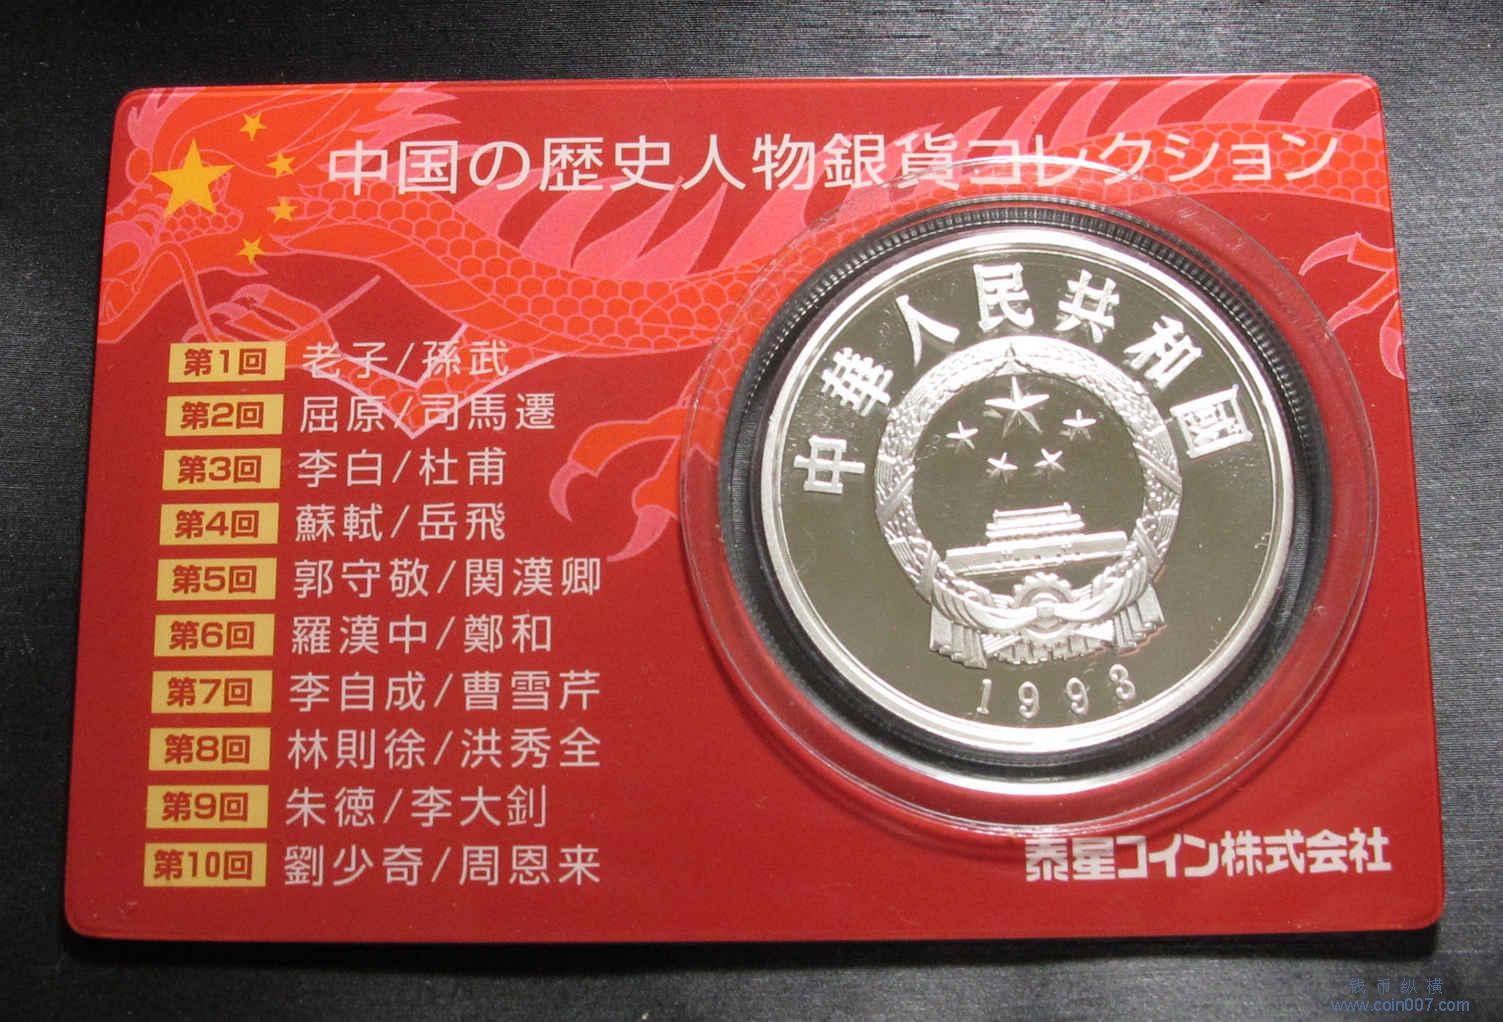 中国の歴史人物銀貨コレクション
第1回 老子/孫武
第2回 屈原/司馬遷
第3回 李白/杜甫
第4回 蘇軾/岳飛
第5回 郭守敬/関漢卿
第6回 羅漢中/鄭和
第7回 李自成/曹雪芹
第8回 林則徐/洪秀全
第9回 朱徳/李大釗
第10回 劉少奇/周恩来
中華人民共和國
1993
泰星コイン株式会社
钱币纵横
www.coin007.com